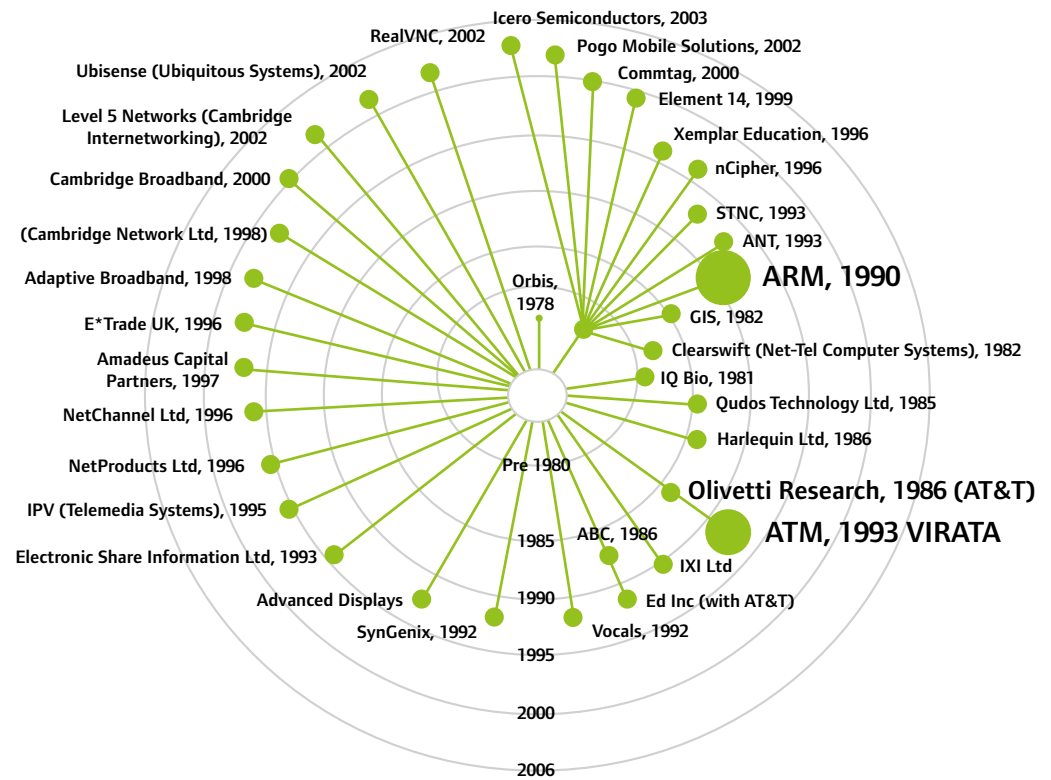 Icero Semiconductors, 2003
RealVNC, 2002
Pogo Mobile Solutions, 2002
Ubisense (Ubiquitous Systems), 2002
Commtag, 2000
Element 14, 1999
Level 5 Networks (Cambridge
Internetworking), 2002
Xemplar Education, 1996
nCipher, 1996
Cambridge Broadband, 2000
STNC, 1993
(Cambridge Network Ltd, 1998)
ANT, 1993
ARM, 1990
Adaptive Broadband, 1998
Orbis,
1978
GIS, 1982
E*Trade UK, 1996
Clearswift (Net-Tel Computer Systems), 1982
Amadeus Capital
Partners, 1997
IQ Bio, 1981
Qudos Technology Ltd, 1985
NetChannel Ltd, 1996
Harlequin Ltd, 1986
NetProducts Ltd, 1996
Pre 1980
Olivetti Research, 1986 (AT&T)
IPV (Telemedia Systems), 1995
ATM, 1993 VIRATA
ABC, 1986
1985
Electronic Share Information Ltd, 1993
IXI Ltd
1990
Advanced Displays
Ed Inc (with AT&T)
SynGenix, 1992
Vocals, 1992
1995
2000
2006